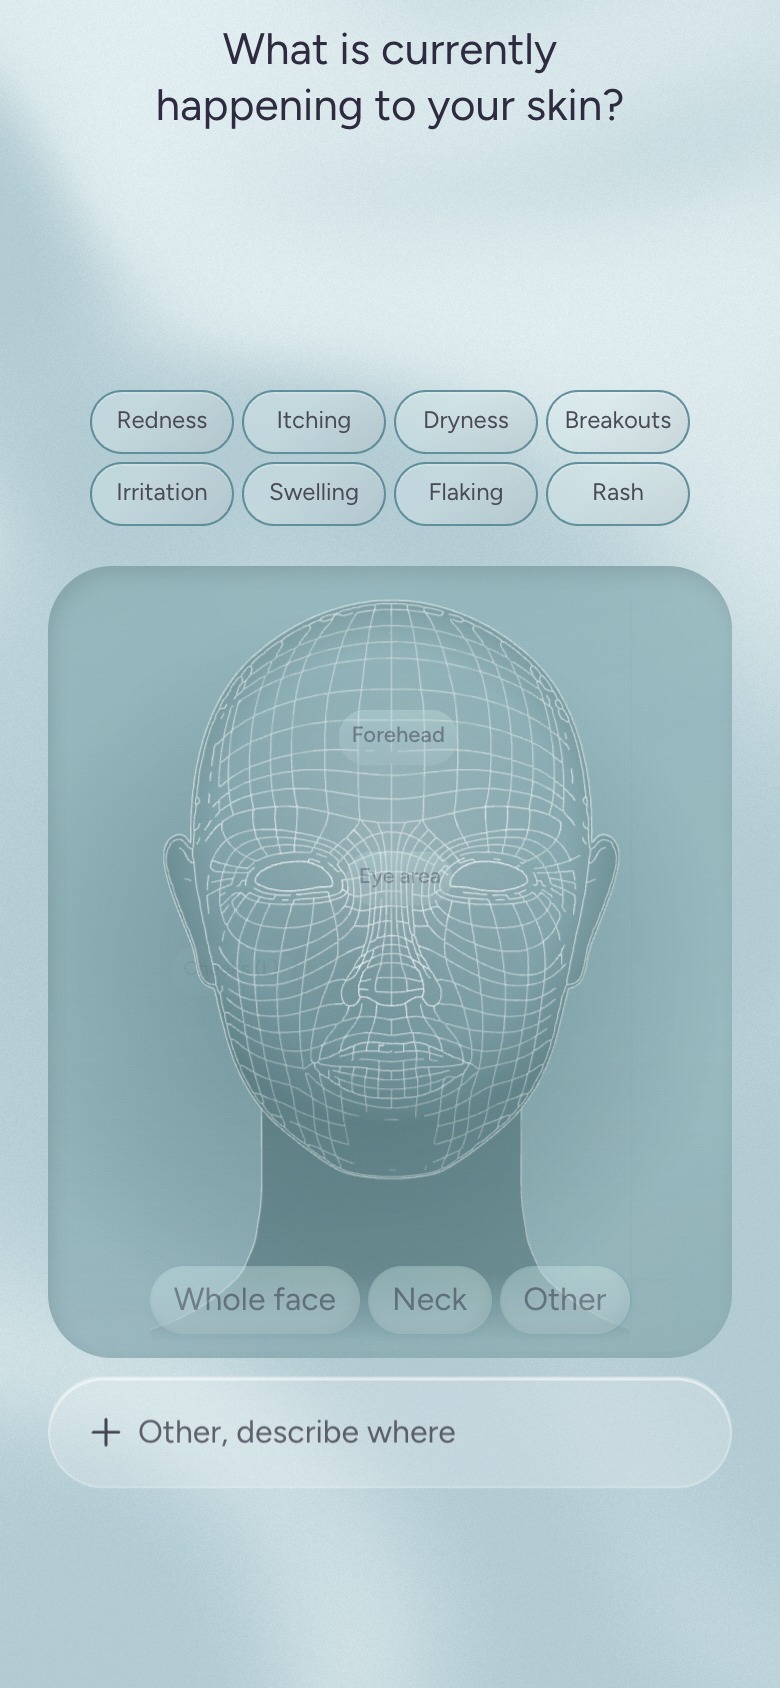 What is currently
happening to your skin?
Redness Itching Dryness Breakouts
Irritation Swelling Flaking Rash
Forehead
Eye area
Whole face Neck Other
+ Other, describe where